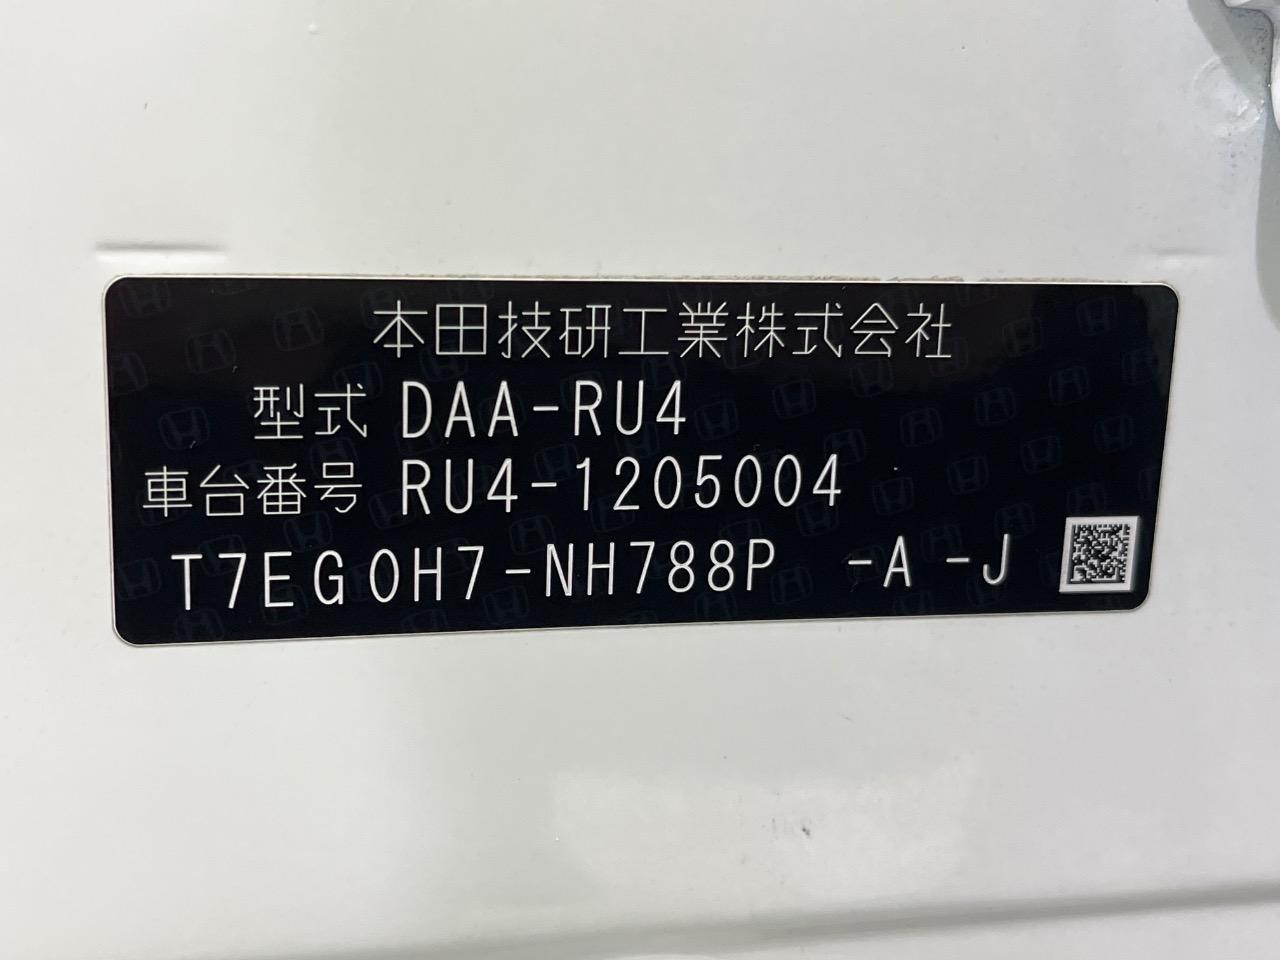 本田技研工業株式会社
型式 DAA-RU4
車台番号 RU4-1205004
T7EG0H7-NH788P -A -J